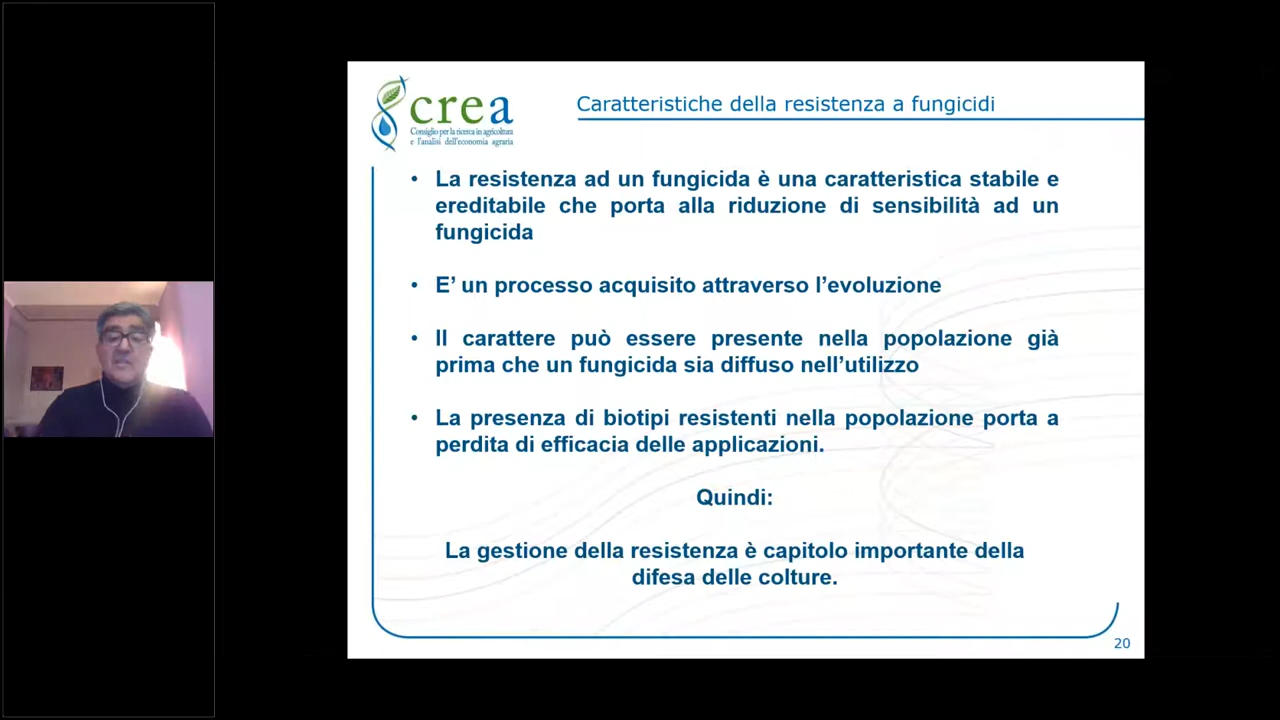 crea
Consiglio per la ricerca in agricoltura
e l'analisi dell'economia agraria
Caratteristiche della resistenza a fungicidi
• La resistenza ad un fungicida è una caratteristica stabile e
ereditabile che porta alla riduzione di sensibilità ad un
fungicida
• E’ un processo acquisito attraverso l’evoluzione
• Il carattere può essere presente nella popolazione già
prima che un fungicida sia diffuso nell’utilizzo
• La presenza di biotipi resistenti nella popolazione porta a
perdita di efficacia delle applicazioni.
Quindi:
La gestione della resistenza è capitolo importante della
difesa delle colture.
20